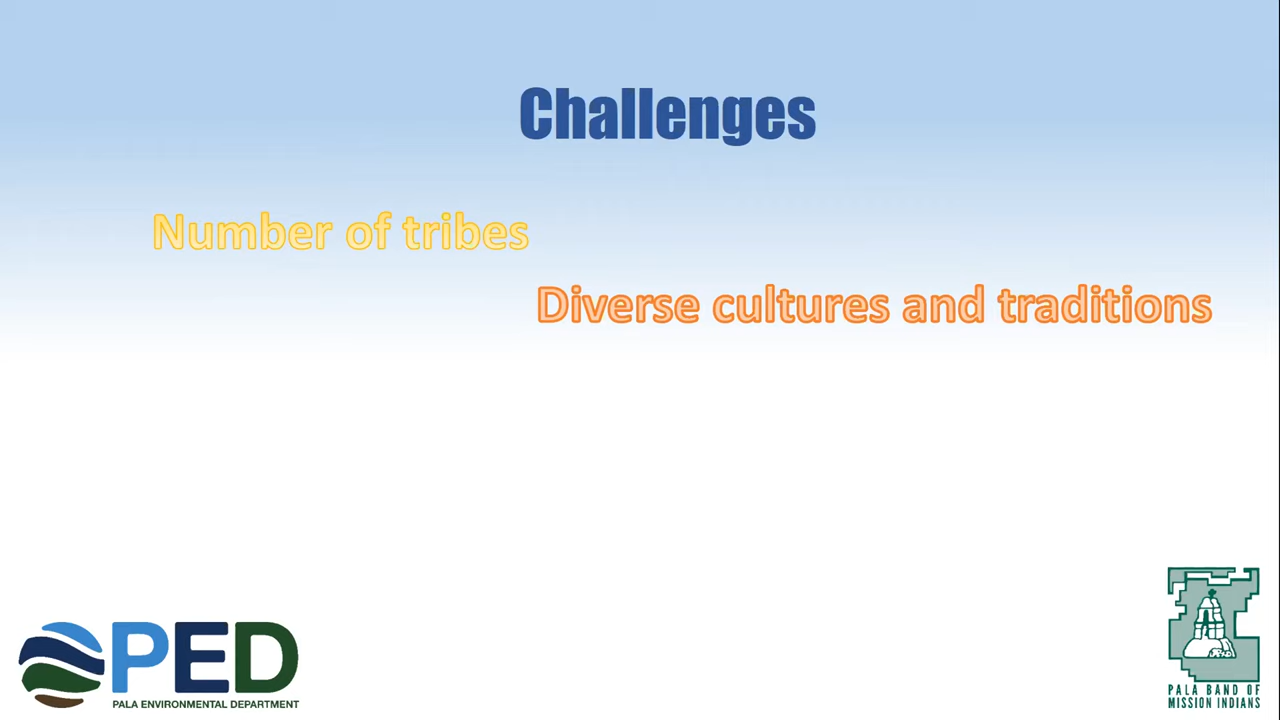 Challenges
Number of tribes
Diverse cultures and traditions
PED
PALA ENVIRONMENTAL DEPARTMENT
PALA BAND OF
MISSION INDIANS